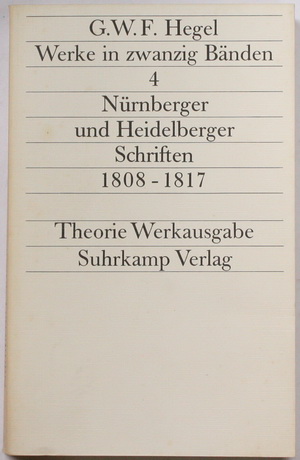 G.W. F. Hegel
Werke in zwanzig Bänden
4
Nürnberger
und Heidelberger
Schriften
1808 - 1817
Theorie Werkausgabe
Suhrkamp Verlag